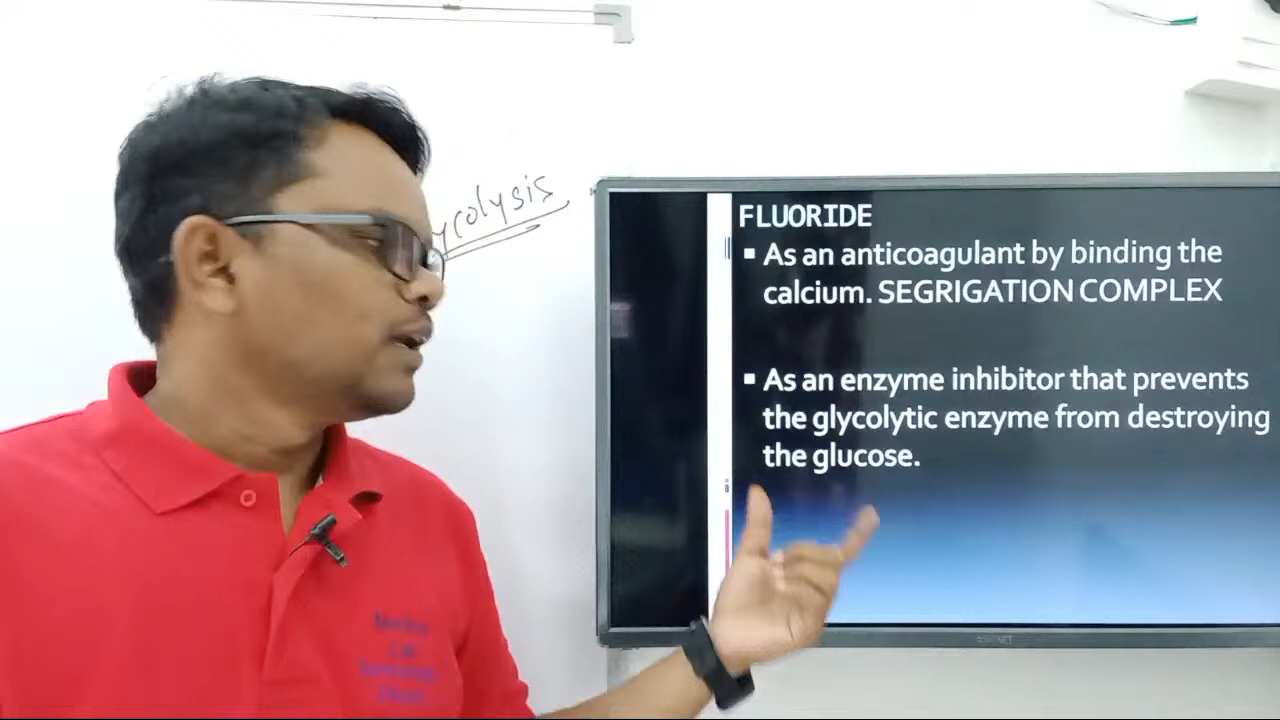 ycolysis
FLUORIDE
▪ As an anticoagulant by binding the
calcium. SEGRIGATION COMPLEX
▪ As an enzyme inhibitor that prevents
the glycolytic enzyme from destroying
the glucose.